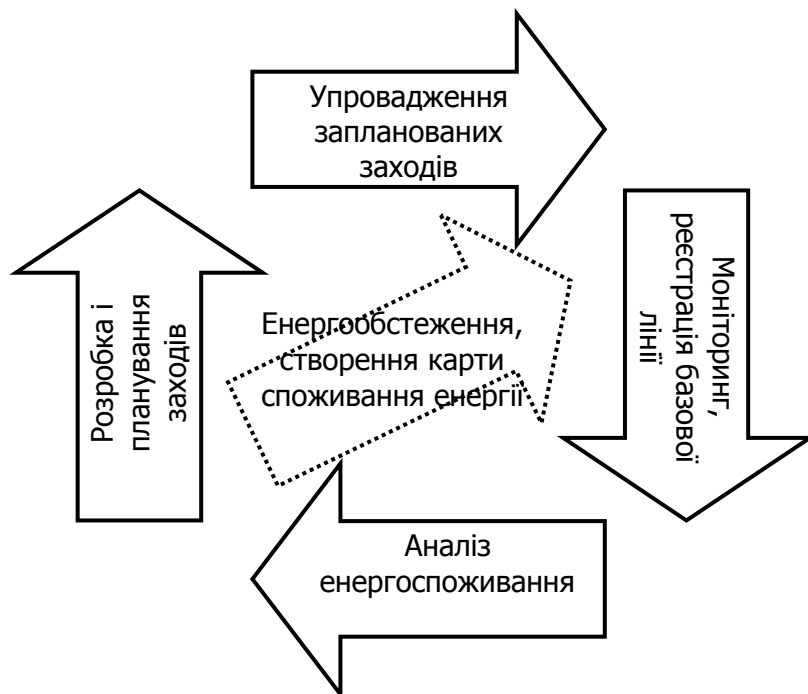 Упровадження
запланованих
заходів
Моніторинг,
реєстрація базової
лінії
Розробка і
планування
заходів
Енергообстеження,
створення карти
споживання енергії
Аналіз
енергоспоживання